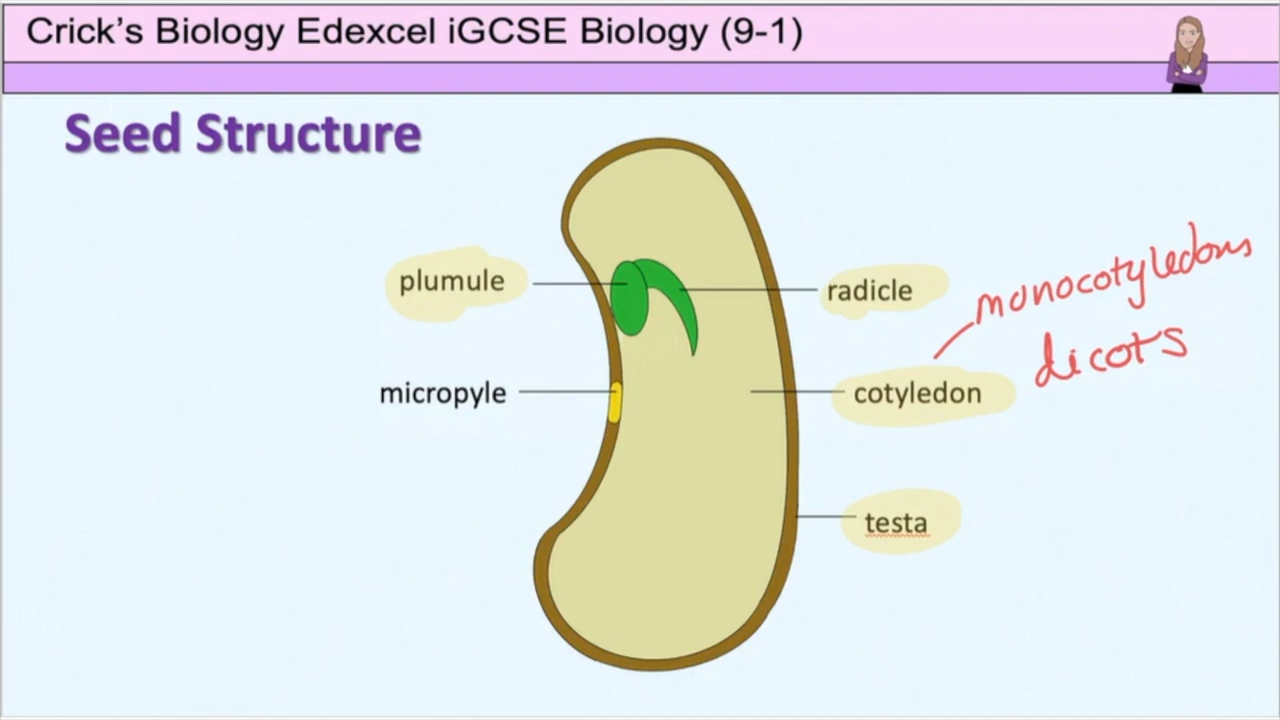 Crick's Biology Edexcel iGCSE Biology (9-1)
Seed Structure
plumule
radicle
monocotyledons
dicots
micropyle
cotyledon
testa